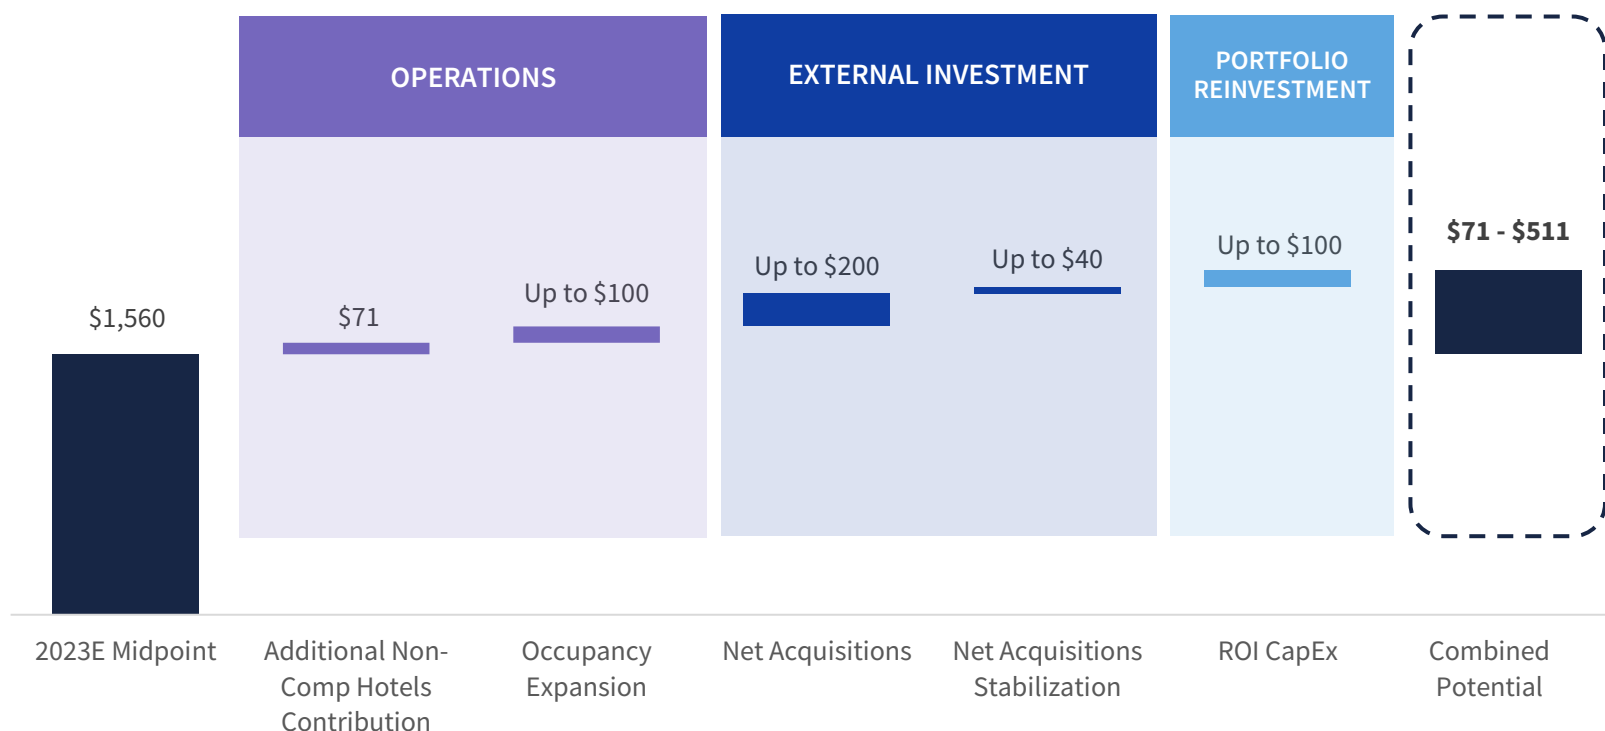 OPERATIONS
EXTERNAL INVESTMENT
PORTFOLIO
REINVESTMENT
$1,560
$71
Up to $100
Up to $200
Up to $40
Up to $100
$71 - $511
2023E Midpoint
Additional Non-
Comp Hotels
Contribution
Occupancy
Expansion
Net Acquisitions
Net Acquisitions
Stabilization
ROI CapEx
Combined
Potential